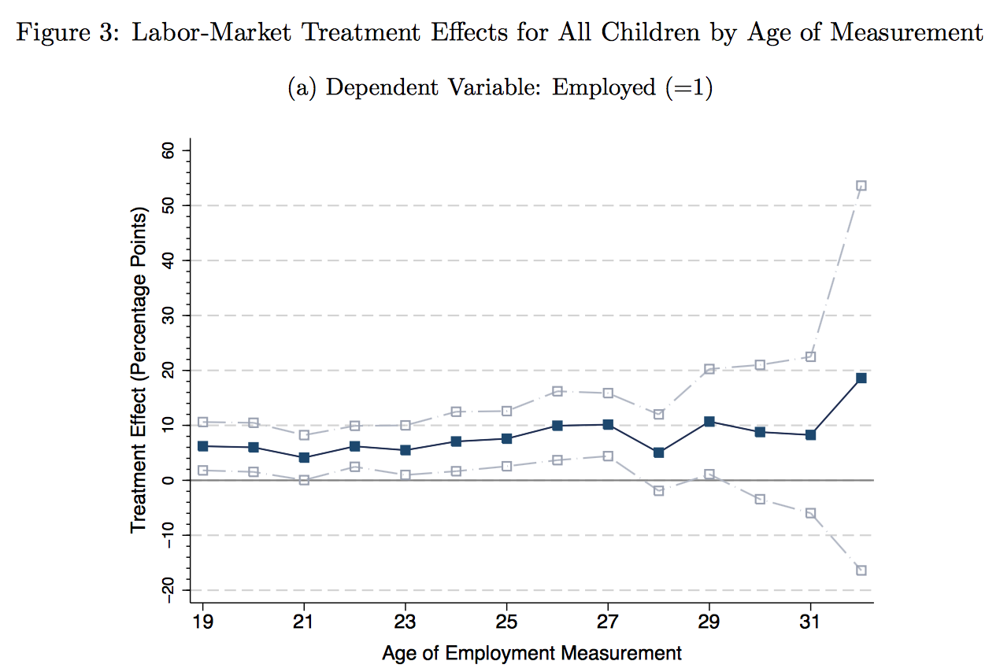 Figure 3: Labor-Market Treatment Effects for All Children by Age of Measurement
(a) Dependent Variable: Employed (=1)
Treatment Effect (Percentage Points)
60
50
40
30
20
10
0
−10
−20
19 21 23 25 27 29 31
Age of Employment Measurement